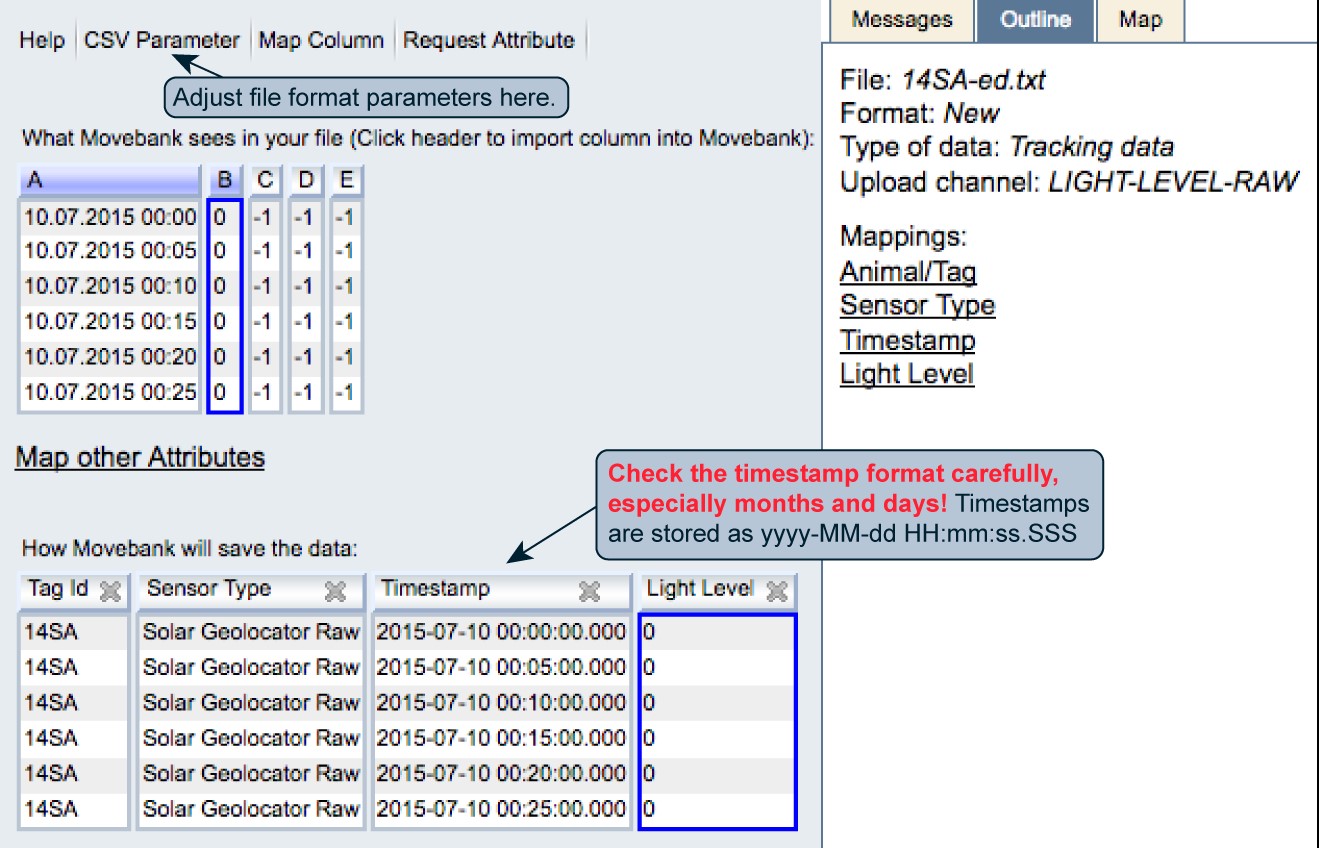 Help CSV Parameter Map Column Request Attribute
Adjust file format parameters here.
What Movebank sees in your file (Click header to import column into Movebank):
A B C D E
10.07.2015 00:00 0 -1 -1 -1
10.07.2015 00:05 0 -1 -1 -1
10.07.2015 00:10 0 -1 -1 -1
10.07.2015 00:15 0 -1 -1 -1
10.07.2015 00:20 0 -1 -1 -1
10.07.2015 00:25 0 -1 -1 -1
Map other Attributes
Check the timestamp format carefully,
especially months and days! Timestamps
are stored as yyyy-MM-dd HH:mm:ss.SSS
How Movebank will save the data:
Tag Id Sensor Type Timestamp Light Level
14SA Solar Geolocator Raw 2015-07-10 00:00:00.000 0
14SA Solar Geolocator Raw 2015-07-10 00:05:00.000 0
14SA Solar Geolocator Raw 2015-07-10 00:10:00.000 0
14SA Solar Geolocator Raw 2015-07-10 00:15:00.000 0
14SA Solar Geolocator Raw 2015-07-10 00:20:00.000 0
14SA Solar Geolocator Raw 2015-07-10 00:25:00.000 0
Messages Outline Map
File: 14SA-ed.txt
Format: New
Type of data: Tracking data
Upload channel: LIGHT-LEVEL-RAW
Mappings:
Animal/Tag
Sensor Type
Timestamp
Light Level